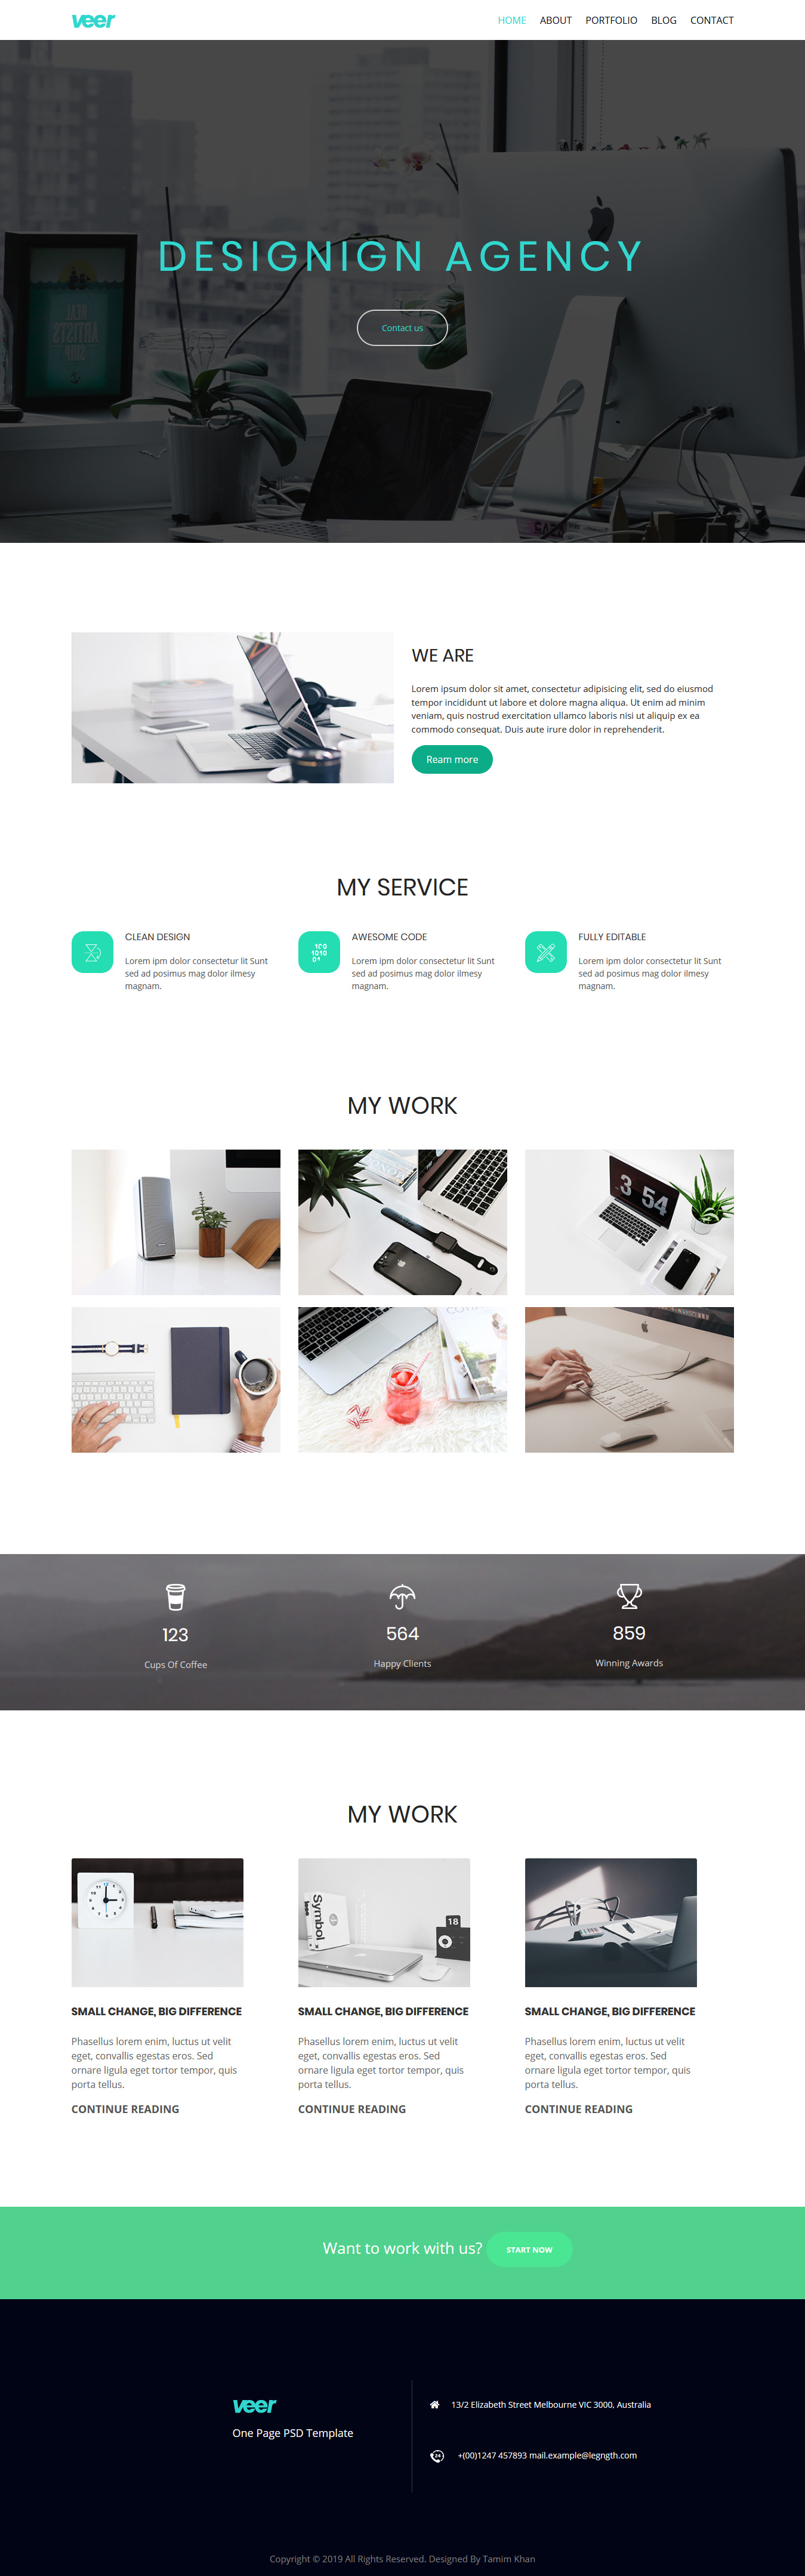 veer
HOME ABOUT PORTFOLIO BLOG CONTACT
DESIGNIGN AGENCY
Contact us
WE ARE
Lorem ipsum dolor sit amet, consectetur adipisicing elit, sed do eiusmod
tempor incididunt ut labore et dolore magna aliqua. Ut enim ad minim
veniam, quis nostrud exercitation ullamco laboris nisi ut aliquip ex ea
commodo consequat. Duis aute irure dolor in reprehenderit.
Ream more
MY SERVICE
CLEAN DESIGN
Lorem ipm dolor consectetur lit Sunt
sed ad posimus mag dolor ilmesy
magnam.
100
1010
01
AWESOME CODE
Lorem ipm dolor consectetur lit Sunt
sed ad posimus mag dolor ilmesy
magnam.
FULLY EDITABLE
Lorem ipm dolor consectetur lit Sunt
sed ad posimus mag dolor ilmesy
magnam.
MY WORK
3 54
123
Cups Of Coffee
564
Happy Clients
859
Winning Awards
MY WORK
Symbol
18
SMALL CHANGE, BIG DIFFERENCE
Phasellus lorem enim, luctus ut velit
eget, convallis egestas eros. Sed
ornare ligula eget tortor tempor, quis
porta tellus.
CONTINUE READING
SMALL CHANGE, BIG DIFFERENCE
Phasellus lorem enim, luctus ut velit
eget, convallis egestas eros. Sed
ornare ligula eget tortor tempor, quis
porta tellus.
CONTINUE READING
SMALL CHANGE, BIG DIFFERENCE
Phasellus lorem enim, luctus ut velit
eget, convallis egestas eros. Sed
ornare ligula eget tortor tempor, quis
porta tellus.
CONTINUE READING
Want to work with us?
START NOW
veer
One Page PSD Template
13/2 Elizabeth Street Melbourne VIC 3000, Australia
24
+(00)1247 457893 mail.example@legngth.com
Copyright © 2019 All Rights Reserved. Designed By Tamim Khan